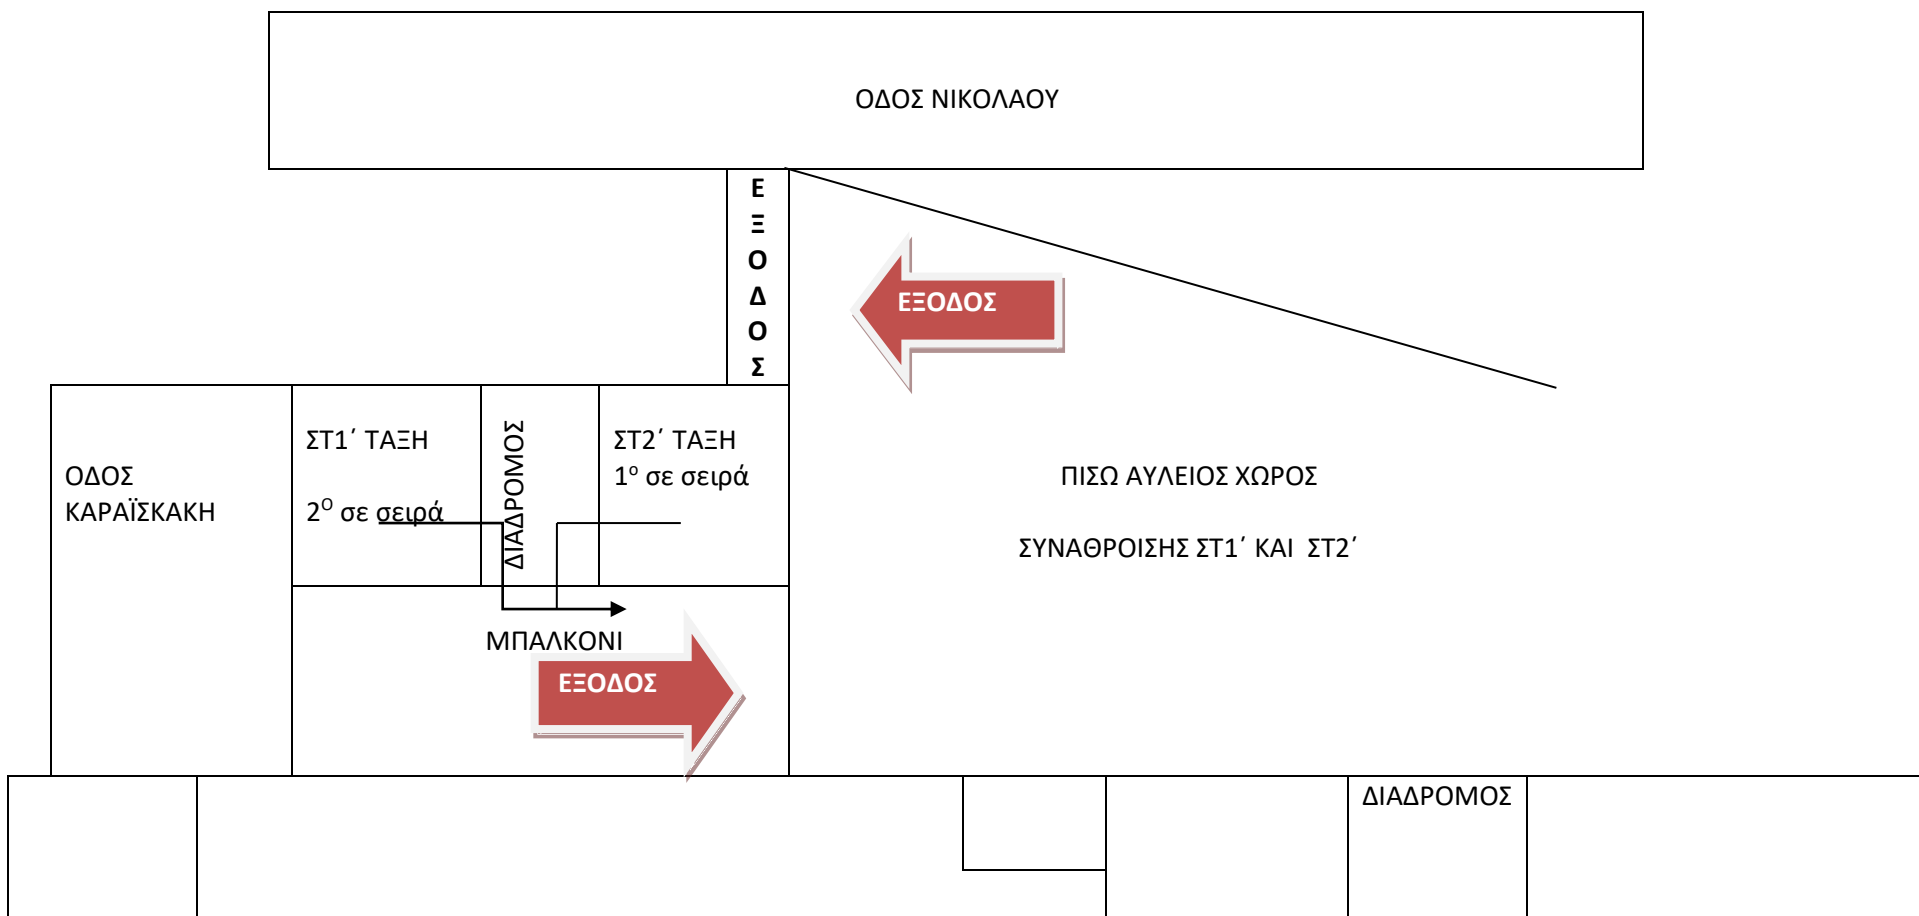 ΟΔΟΣ ΝΙΚΟΛΑΟΥ
ΕΞΟΔΟΣ
ΕΞΟΔΟΣ
ΟΔΟΣ
ΚΑΡΑΪΣΚΑΚΗ
ΣΤ1΄ ΤΑΞΗ
2Ο σε σειρά
ΔΙΑΔΡΟΜΟΣ
ΣΤ2΄ ΤΑΞΗ
1ο σε σειρά
ΠΙΣΩ ΑΥΛΕΙΟΣ ΧΩΡΟΣ
ΣΥΝΑΘΡΟΙΣΗΣ ΣΤ1΄ ΚΑΙ ΣΤ2΄
ΜΠΑΛΚΟΝΙ
ΕΞΟΔΟΣ
ΔΙΑΔΡΟΜΟΣ